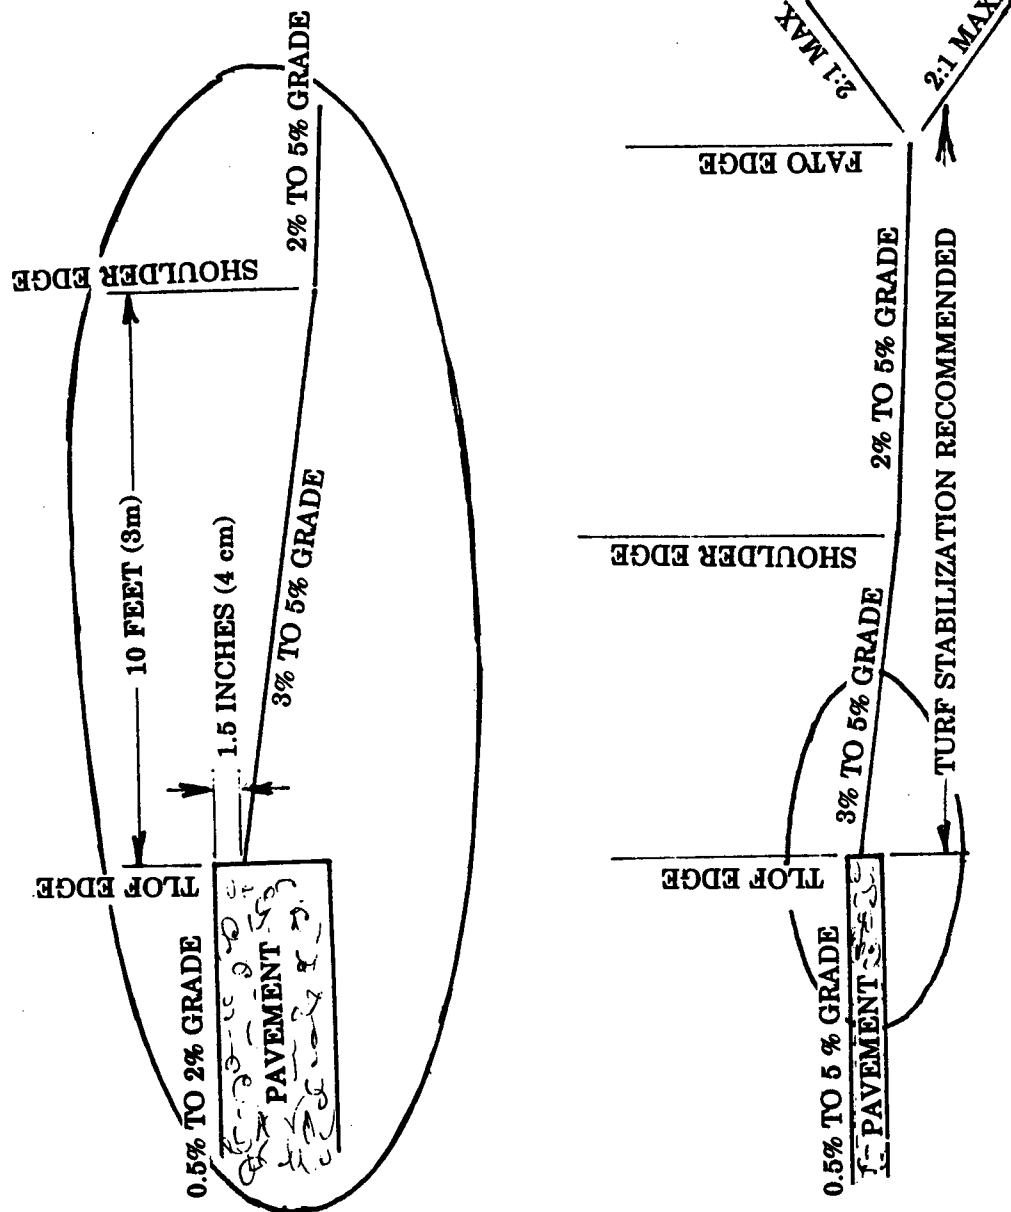 0.5% TO 2% GRADE
PAVEMENT
TLOF EDGE
1.5 INCHES (4 cm)
10 FEET (3m)
3% TO 5% GRADE
SHOULDER EDGE
2% TO 5% GRADE
0.5% TO 5 % GRADE
PAVEMENT
TLOF EDGE
3% TO 5% GRADE
SHOULDER EDGE
2% TO 5% GRADE
FATO EDGE
2:1 MAX
2:1 MAX
TURF STABILIZATION RECOMMENDED